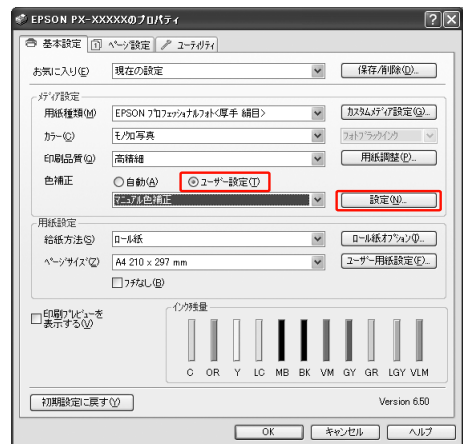 EPSON PX-XXXXXのプロパティ
基本設定 ページ設定 ユーティリティ
お気に入り(E) 現在の設定 保存/削除(D)...
メディア設定
用紙種類(M) EPSON プロフェッショナルフォト<厚手 絹目> カスタムメディア設定(G)...
カラー(C) モノクロ写真 フォトブラックインク
印刷品質(Q) 高精細 用紙調整(P)...
色補正 自動(A) ユーザー設定(T)
マニュアル色補正 設定(N)...
用紙設定
給紙方法(S) ロール紙 ロール紙オプション(I)...
ページサイズ(Z) A4 210 x 297 mm ユーザー用紙設定(F)...
フチなし(B)
印刷プレビューを
表示する(V)
インク残量
C OR Y LC MB BK VM GY GR LGY VLM
初期設定に戻す(Y) Version 6.50
OK キャンセル ヘルプ